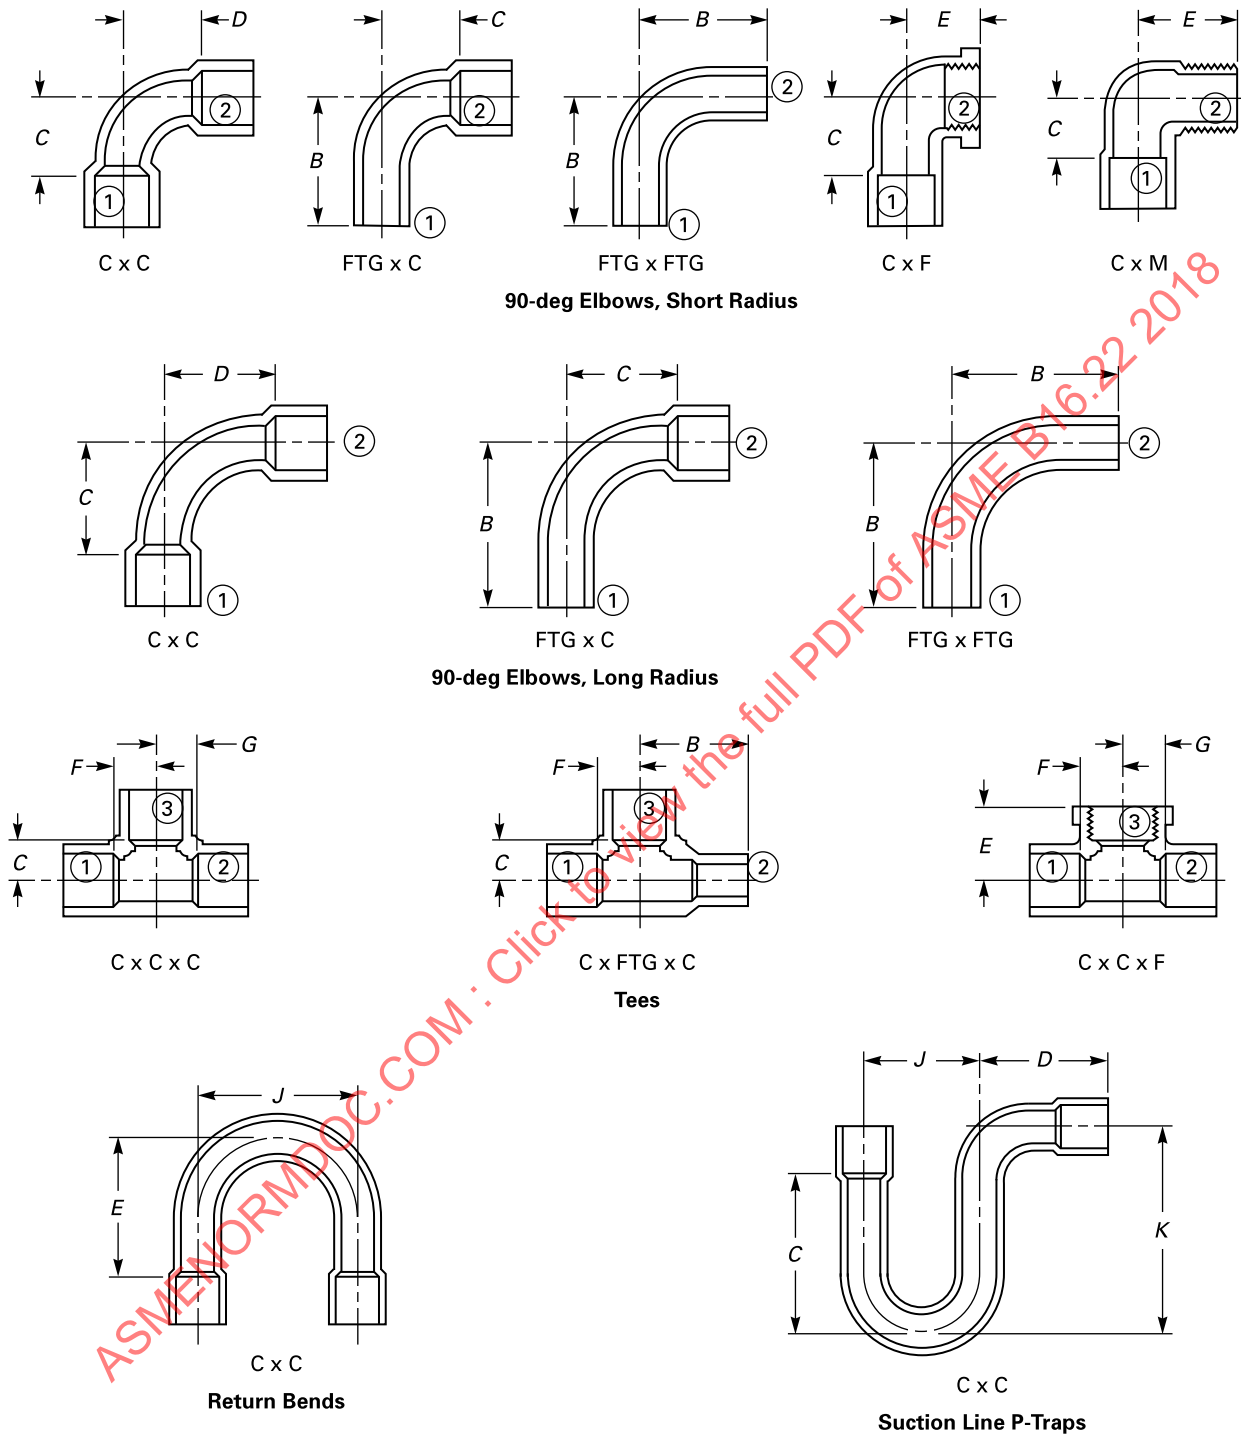 D C B E E
C B B C C
2 2 2 2 2
1 1 1 1 1
C x C FTG x C FTG x FTG C x F C x M
90-deg Elbows, Short Radius
D C B
2 2 2
C B B
1 1 1
C x C FTG x C FTG x FTG
90-deg Elbows, Long Radius
G B G
F F F
3 3 3
C C E
1 2 1 2 1 2
C x C x C C x FTG x C C x C x F
Tees
J D
J
E C K
C x C
Return Bends
C x C
Suction Line P-Traps
ASMENORMDOC.COM : Click to view the full PDF of ASME B16.22 2018